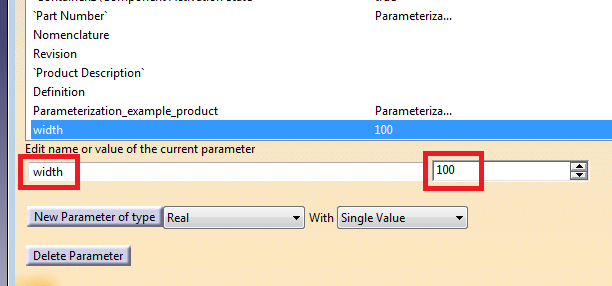 `Part Number` Parameteriza...
Nomenclature
Revision
`Product Description`
Definition
Parameterization_example_product Parameteriza...
width 100
Edit name or value of the current parameter
width 100
New Parameter of type Real With Single Value
Delete Parameter